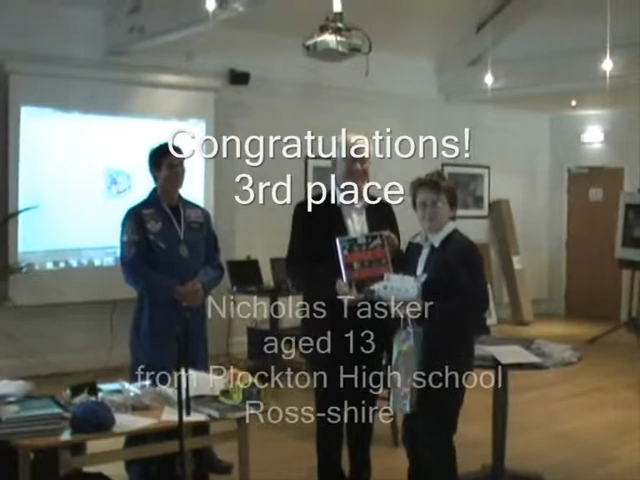 Congratulations!
3rd place
Nicholas Tasker
aged 13
from Plockton High school
Ross-shire